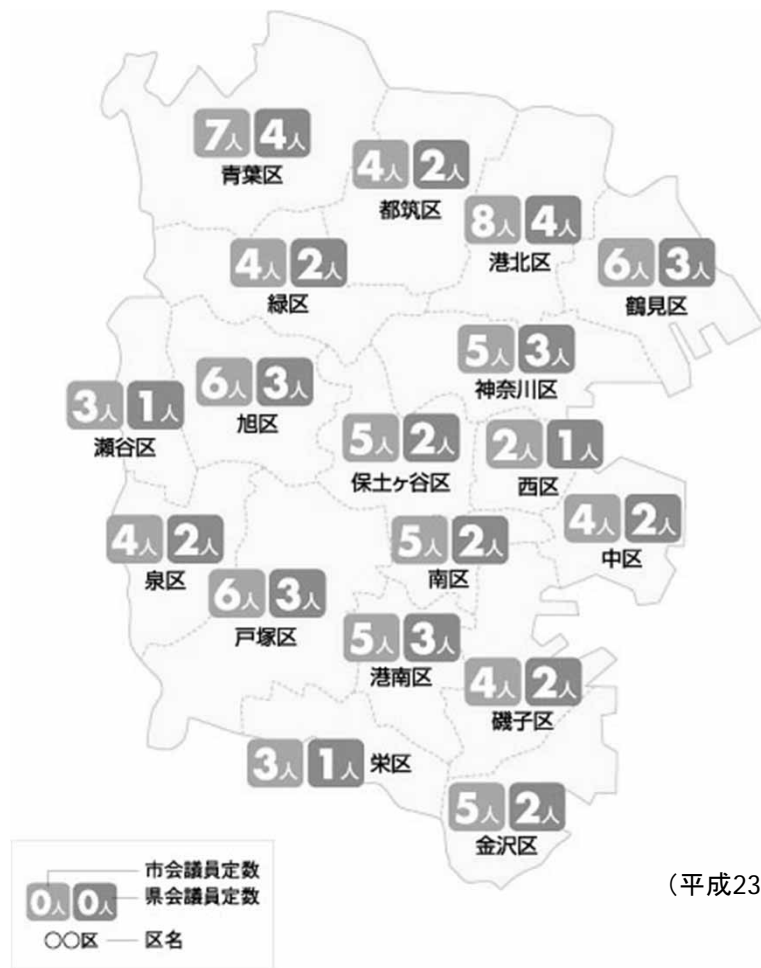 7人 4人
青葉区
4人 2人
都筑区
8人 4人
港北区
4人 2人
緑区
6人 3人
鶴見区
5人 3人
神奈川区
6人 3人
旭区
3人 1人
瀬谷区
5人 2人
保土ヶ谷区
2人 1人
西区
4人 2人
中区
4人 2人
泉区
5人 2人
南区
6人 3人
戸塚区
5人 3人
港南区
4人 2人
磯子区
3人 1人 栄区
5人 2人
金沢区
市会議員定数
0人 0人 県会議員定数
○○区 区名
(平成23